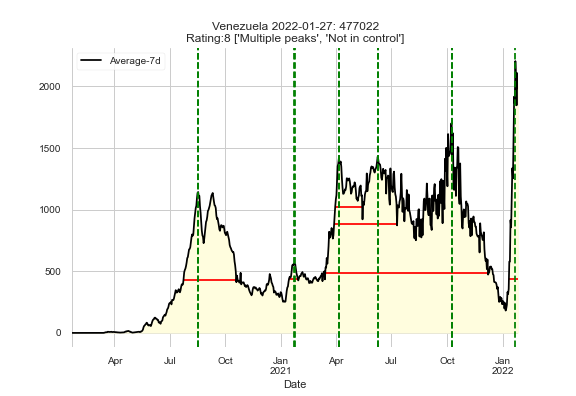 Venezuela 2022-01-27: 477022
Rating:8 ['Multiple peaks', 'Not in control']
Average-7d
2000
1500
1000
500
0
Apr Jul Oct Jan Apr Jul Oct Jan
2021 2022
Date